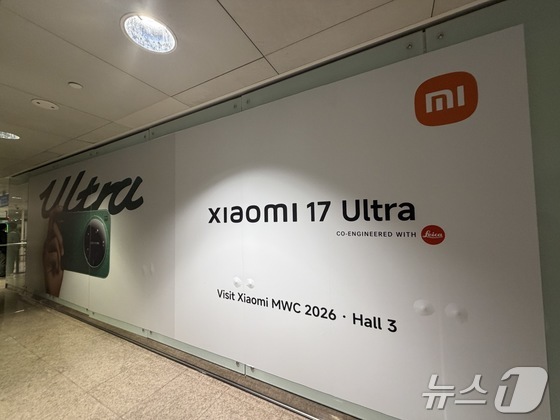 Ultra
mi
xiaomi 17 Ultra
CO-ENGINEERED WITH Leica
Visit Xiaomi MWC 2026 · Hall 3
뉴스1